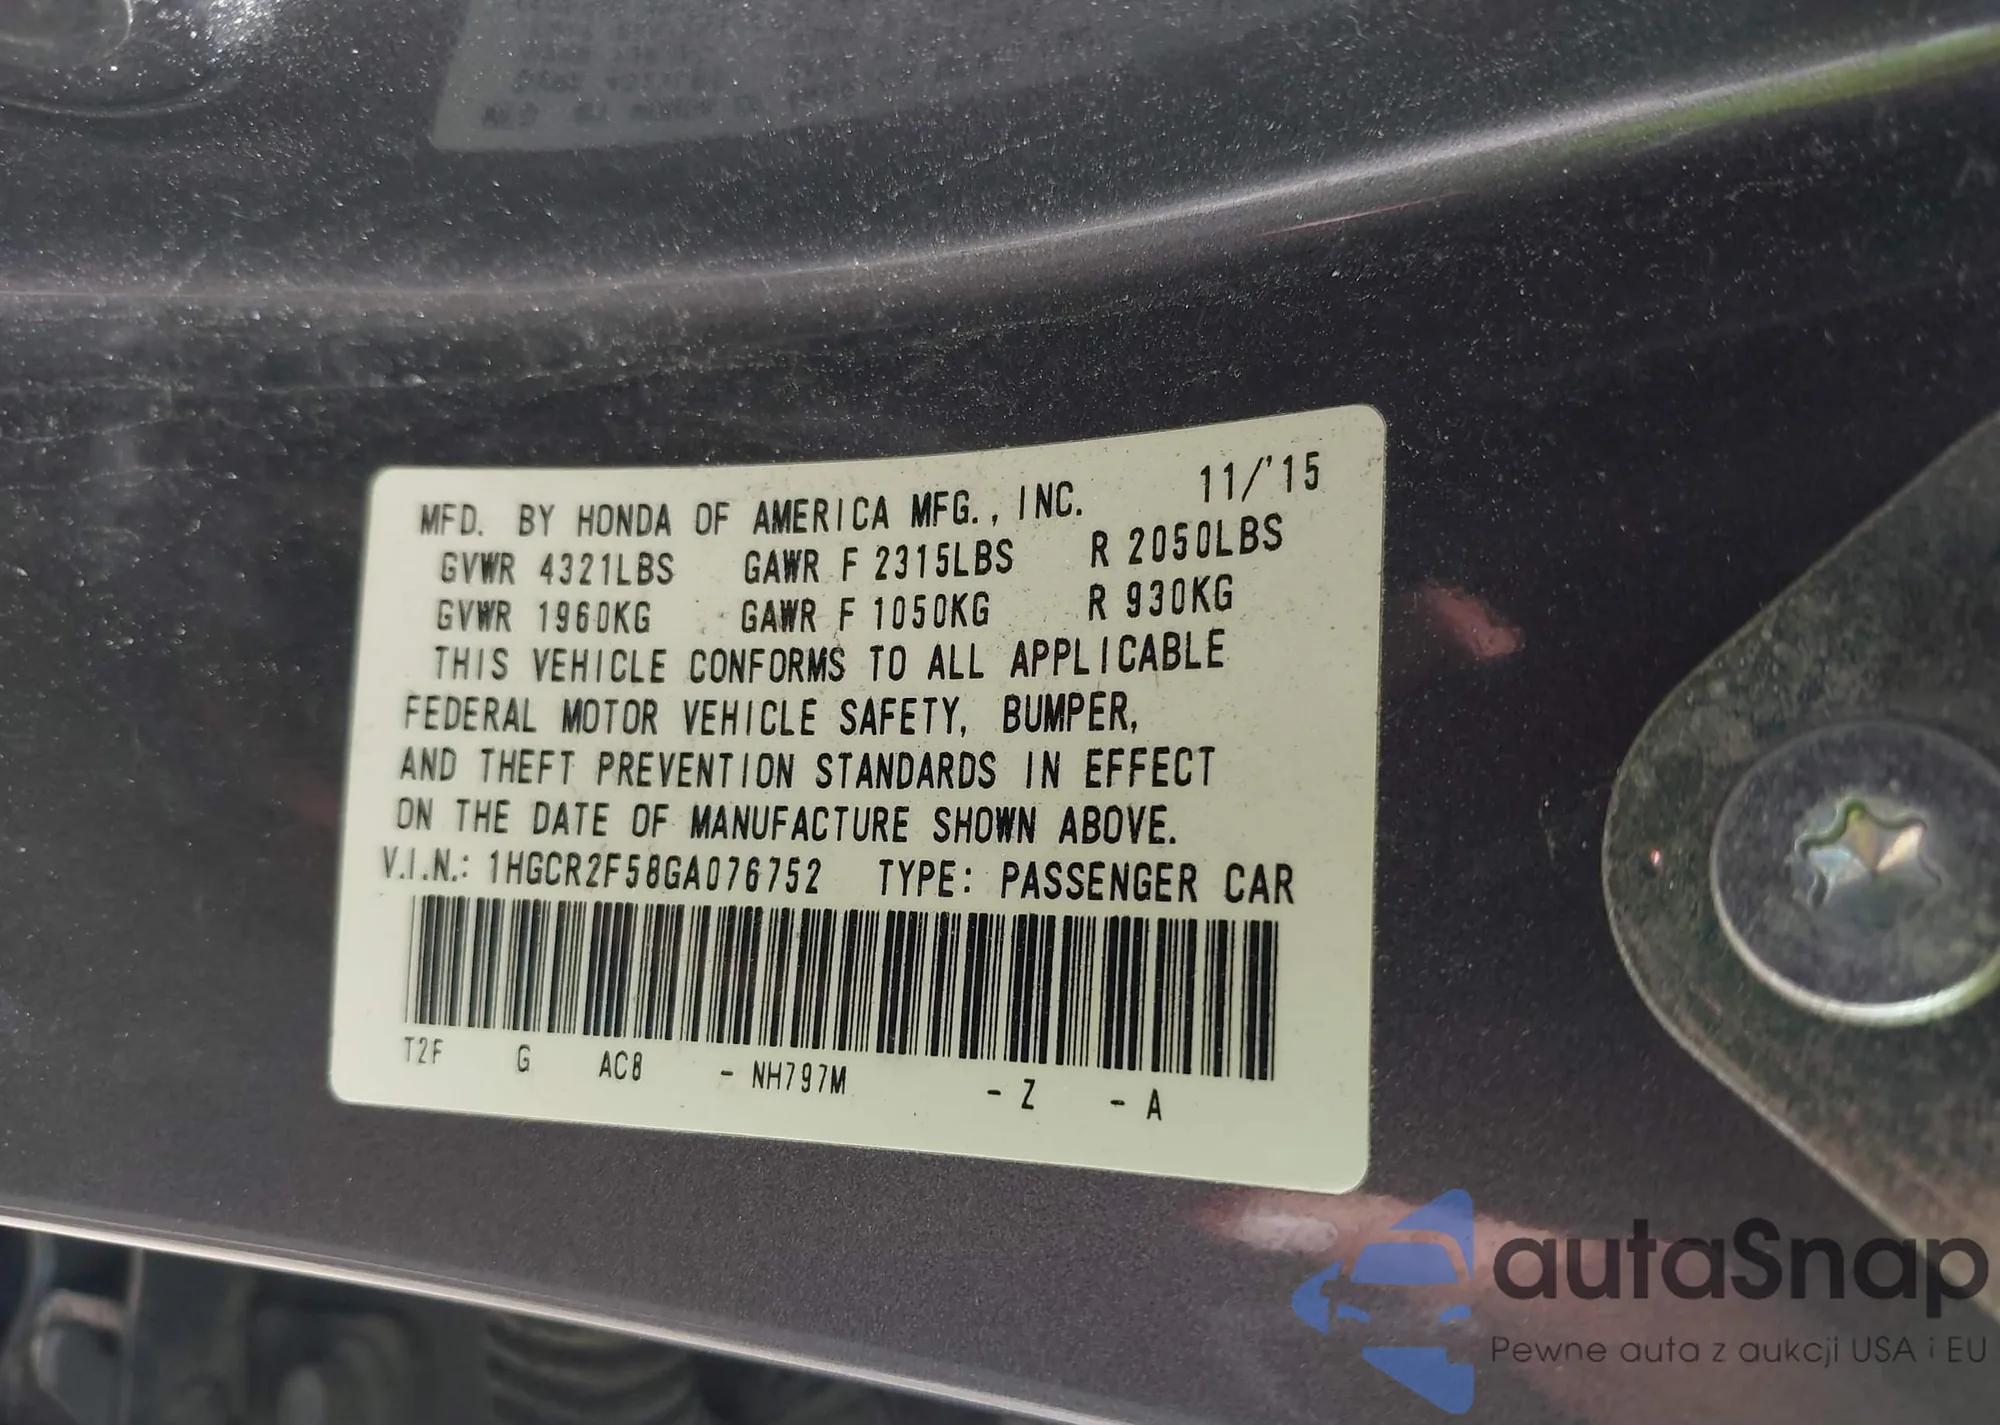 MFD. BY HONDA OF AMERICA MFG., INC. 11/'15
GVWR 4321LBS GAWR F 2315LBS R 2050LBS
GVWR 1960KG GAWR F 1050KG R 930KG
THIS VEHICLE CONFORMS TO ALL APPLICABLE
FEDERAL MOTOR VEHICLE SAFETY, BUMPER,
AND THEFT PREVENTION STANDARDS IN EFFECT
ON THE DATE OF MANUFACTURE SHOWN ABOVE.
V.I.N.: 1HGCR2F58GA076752 TYPE: PASSENGER CAR
T2F G AC8 - NH797M - Z - A
autaSnap
Pewne auta z aukcji USA i EU